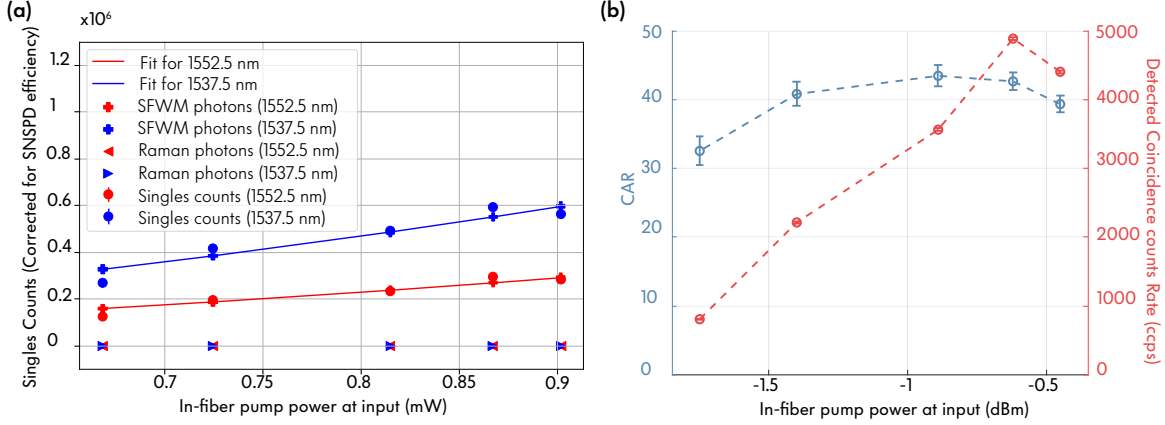 (a)
x10⁶
Singles Counts (Corrected for SNSPD efficiency)
1.2
1
0.8
0.6
0.4
0.2
0
Fit for 1552.5 nm
Fit for 1537.5 nm
SFWM photons (1552.5 nm)
SFWM photons (1537.5 nm)
Raman photons (1552.5 nm)
Raman photons (1537.5 nm)
Singles counts (1552.5 nm)
Singles counts (1537.5 nm)
0.7 0.75 0.8 0.85 0.9
In-fiber pump power at input (mW)
(b)
CAR
50
40
30
20
10
0
5000
4000
3000
2000
1000
0
Detected Coincidence counts
Rate (ccps)
-1.5 -1 -0.5
In-fiber pump power at input (dBm)